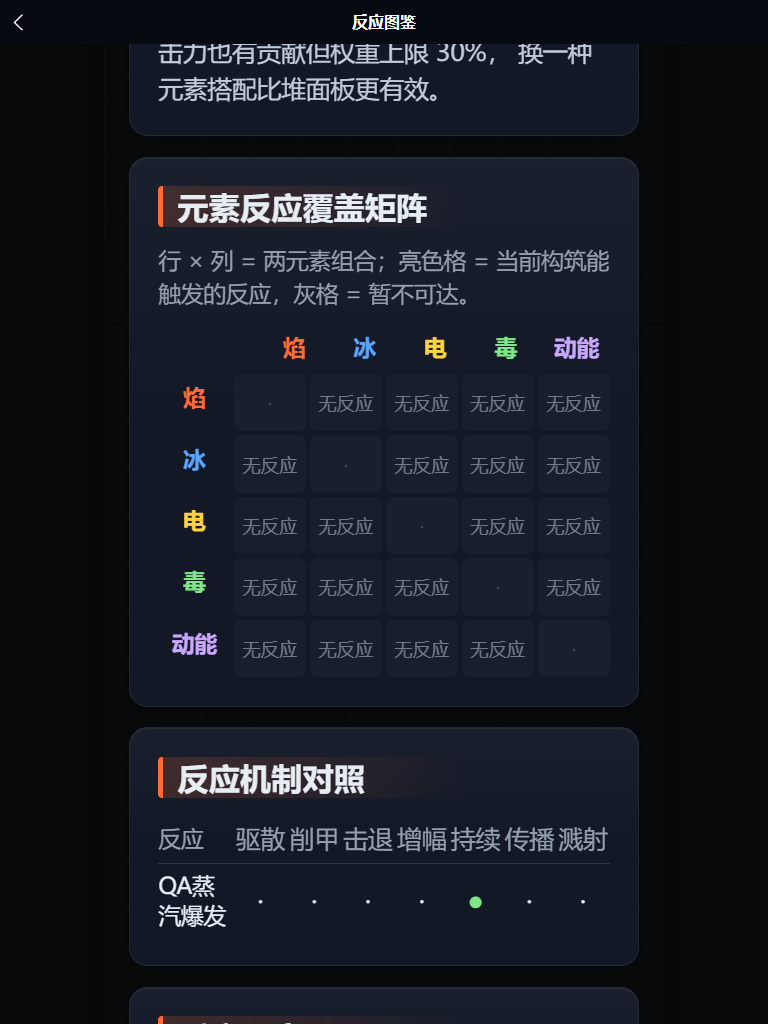 反应图鉴
击力也有贡献但权重上限 30%， 换一种
元素搭配比堆面板更有效。
元素反应覆盖矩阵
行 × 列 = 两元素组合；亮色格 = 当前构筑能
触发的反应，灰格 = 暂不可达。
焰 冰 电 毒 动能
焰 · 无反应 无反应 无反应 无反应
冰 无反应 · 无反应 无反应 无反应
电 无反应 无反应 · 无反应 无反应
毒 无反应 无反应 无反应 · 无反应
动能 无反应 无反应 无反应 无反应 ·
反应机制对照
反应 驱散 削甲 击退 增幅 持续 传播 溅射
QA蒸
汽爆发 · · · · ● · ·